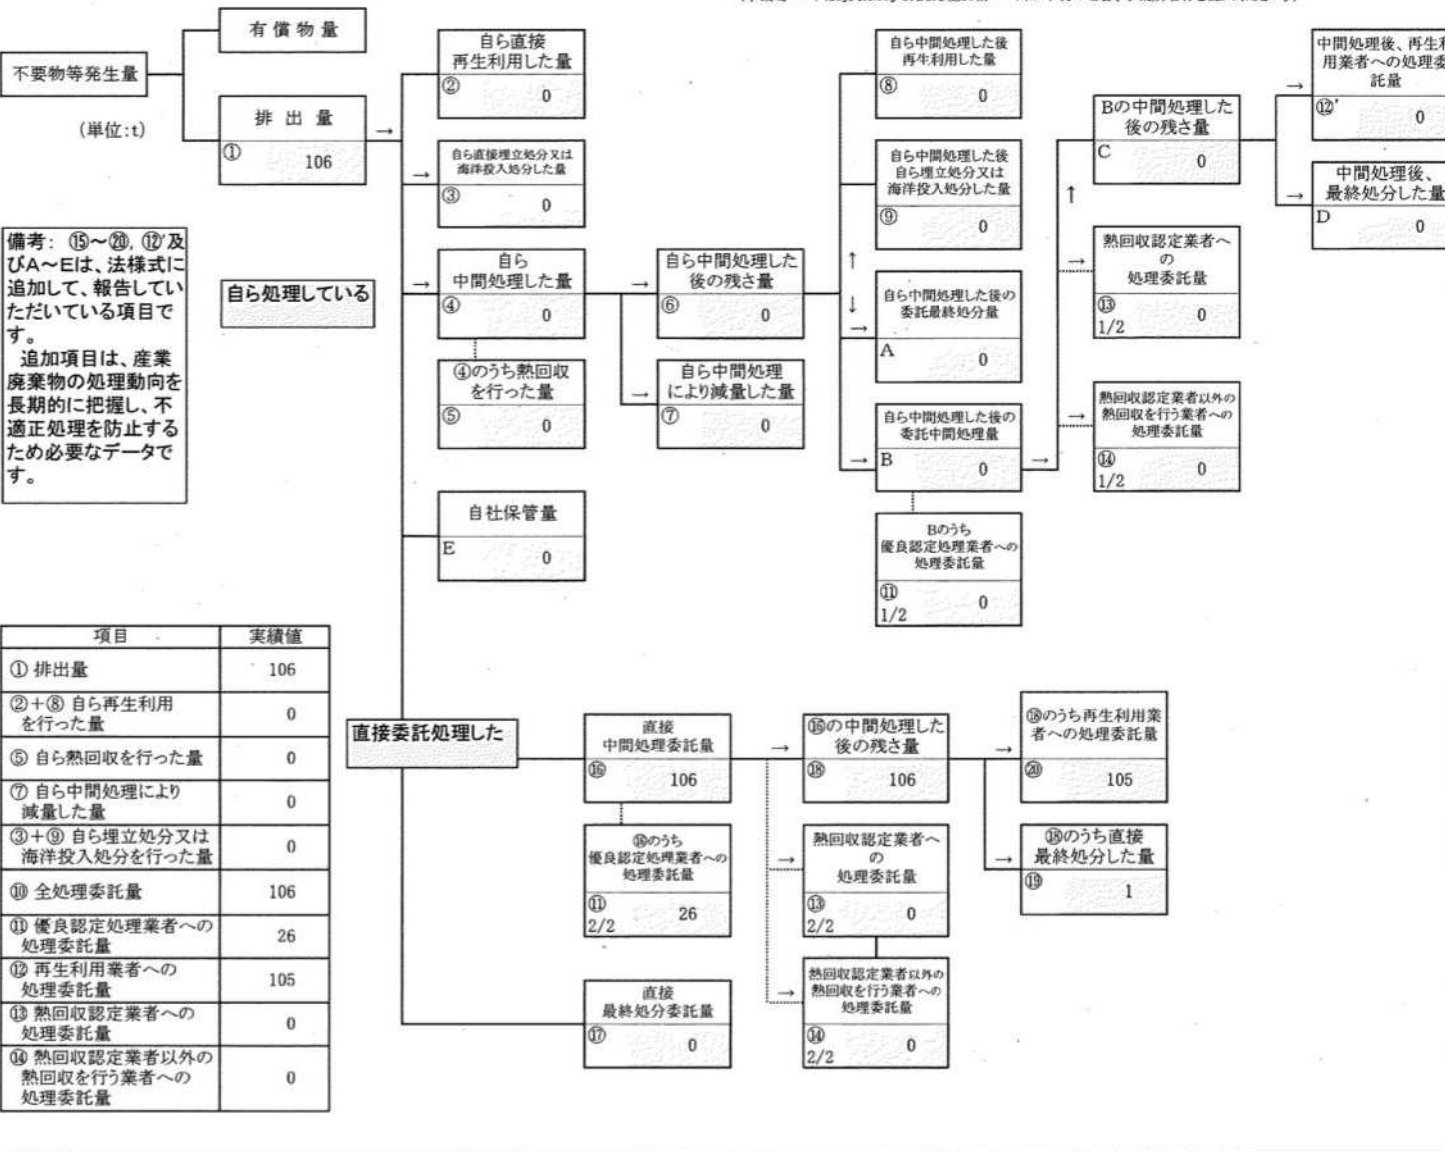 有償物量
不要物等発生量
(単位:t)
排出量
①
106
自ら直接
再生利用した量
②
0
自ら直接埋立処分又は
海洋投入処分した量
③
0
自ら
中間処理した量
④
0
④のうち熱回収
を行った量
⑤
0
自社保管量
E
0
自ら中間処理した
後の残さ量
⑥
0
自ら中間処理
により減量した量
⑦
0
自ら中間処理した後
再生利用した量
⑧
0
自ら中間処理した後
自ら埋立処分又は
海洋投入処分した量
⑨
0
自ら中間処理した後の
委託最終処分量
A
0
自ら中間処理した後の
委託中間処理量
B
0
Bのうち
優良認定処理業者への
処理委託量
⑪
1/2
0
Bの中間処理した
後の残さ量
C
0
熱回収認定業者へ
の
処理委託量
⑬
1/2
0
熱回収認定業者以外の
熱回収を行う業者への
処理委託量
⑭
1/2
0
中間処理後、再生利
用業者への処理委
託量
⑫'
0
中間処理後、
最終処分した量
D
0
備考: ⑮~⑳, ⑫'及
びA~Eは、法様式に
追加して、報告してい
ただいている項目で
す。
追加項目は、産業
廃棄物の処理動向を
長期的に把握し、不
適正処理を防止する
ため必要なデータで
す。
自ら処理している
項目 実績値
① 排出量 106
②+⑧ 自ら再生利用
を行った量 0
⑤ 自ら熱回収を行った量 0
⑦ 自ら中間処理により
減量した量 0
③+⑨ 自ら埋立処分又は
海洋投入処分を行った量 0
⑩ 全処理委託量 106
⑪ 優良認定処理業者への
処理委託量 26
⑫ 再生利用業者への
処理委託量 105
⑬ 熱回収認定業者への
処理委託量 0
⑭ 熱回収認定業者以外の
熱回収を行う業者への
処理委託量 0
直接委託処理した
直接
中間処理委託量
⑯
106
⑯のうち
優良認定処理業者への
処理委託量
⑪
2/2
26
直接
最終処分委託量
⑰
0
⑯の中間処理した
後の残さ量
⑱
106
熱回収認定業者へ
の
処理委託量
⑬
2/2
0
熱回収認定業者以外の
熱回収を行う業者への
処理委託量
⑭
2/2
0
⑱のうち再生利用業
者への処理委託量
⑳
105
⑱のうち直接
最終処分した量
⑲
1